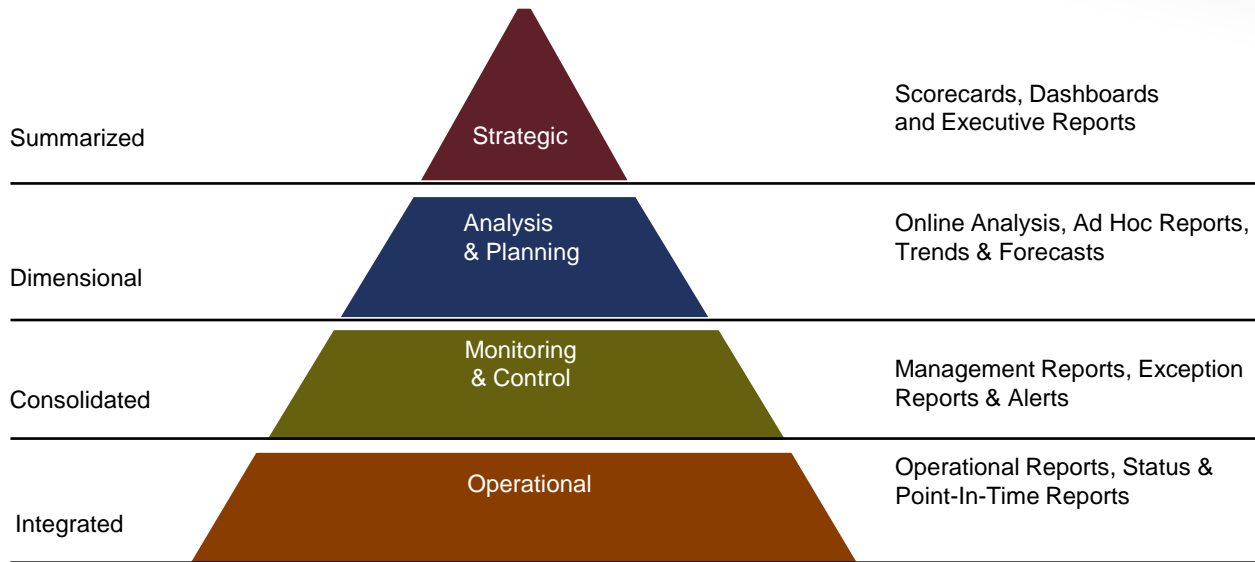 Summarized
Strategic
Scorecards, Dashboards
and Executive Reports
Dimensional
Analysis
& Planning
Online Analysis, Ad Hoc Reports,
Trends & Forecasts
Consolidated
Monitoring
& Control
Management Reports, Exception
Reports & Alerts
Integrated
Operational
Operational Reports, Status &
Point-In-Time Reports